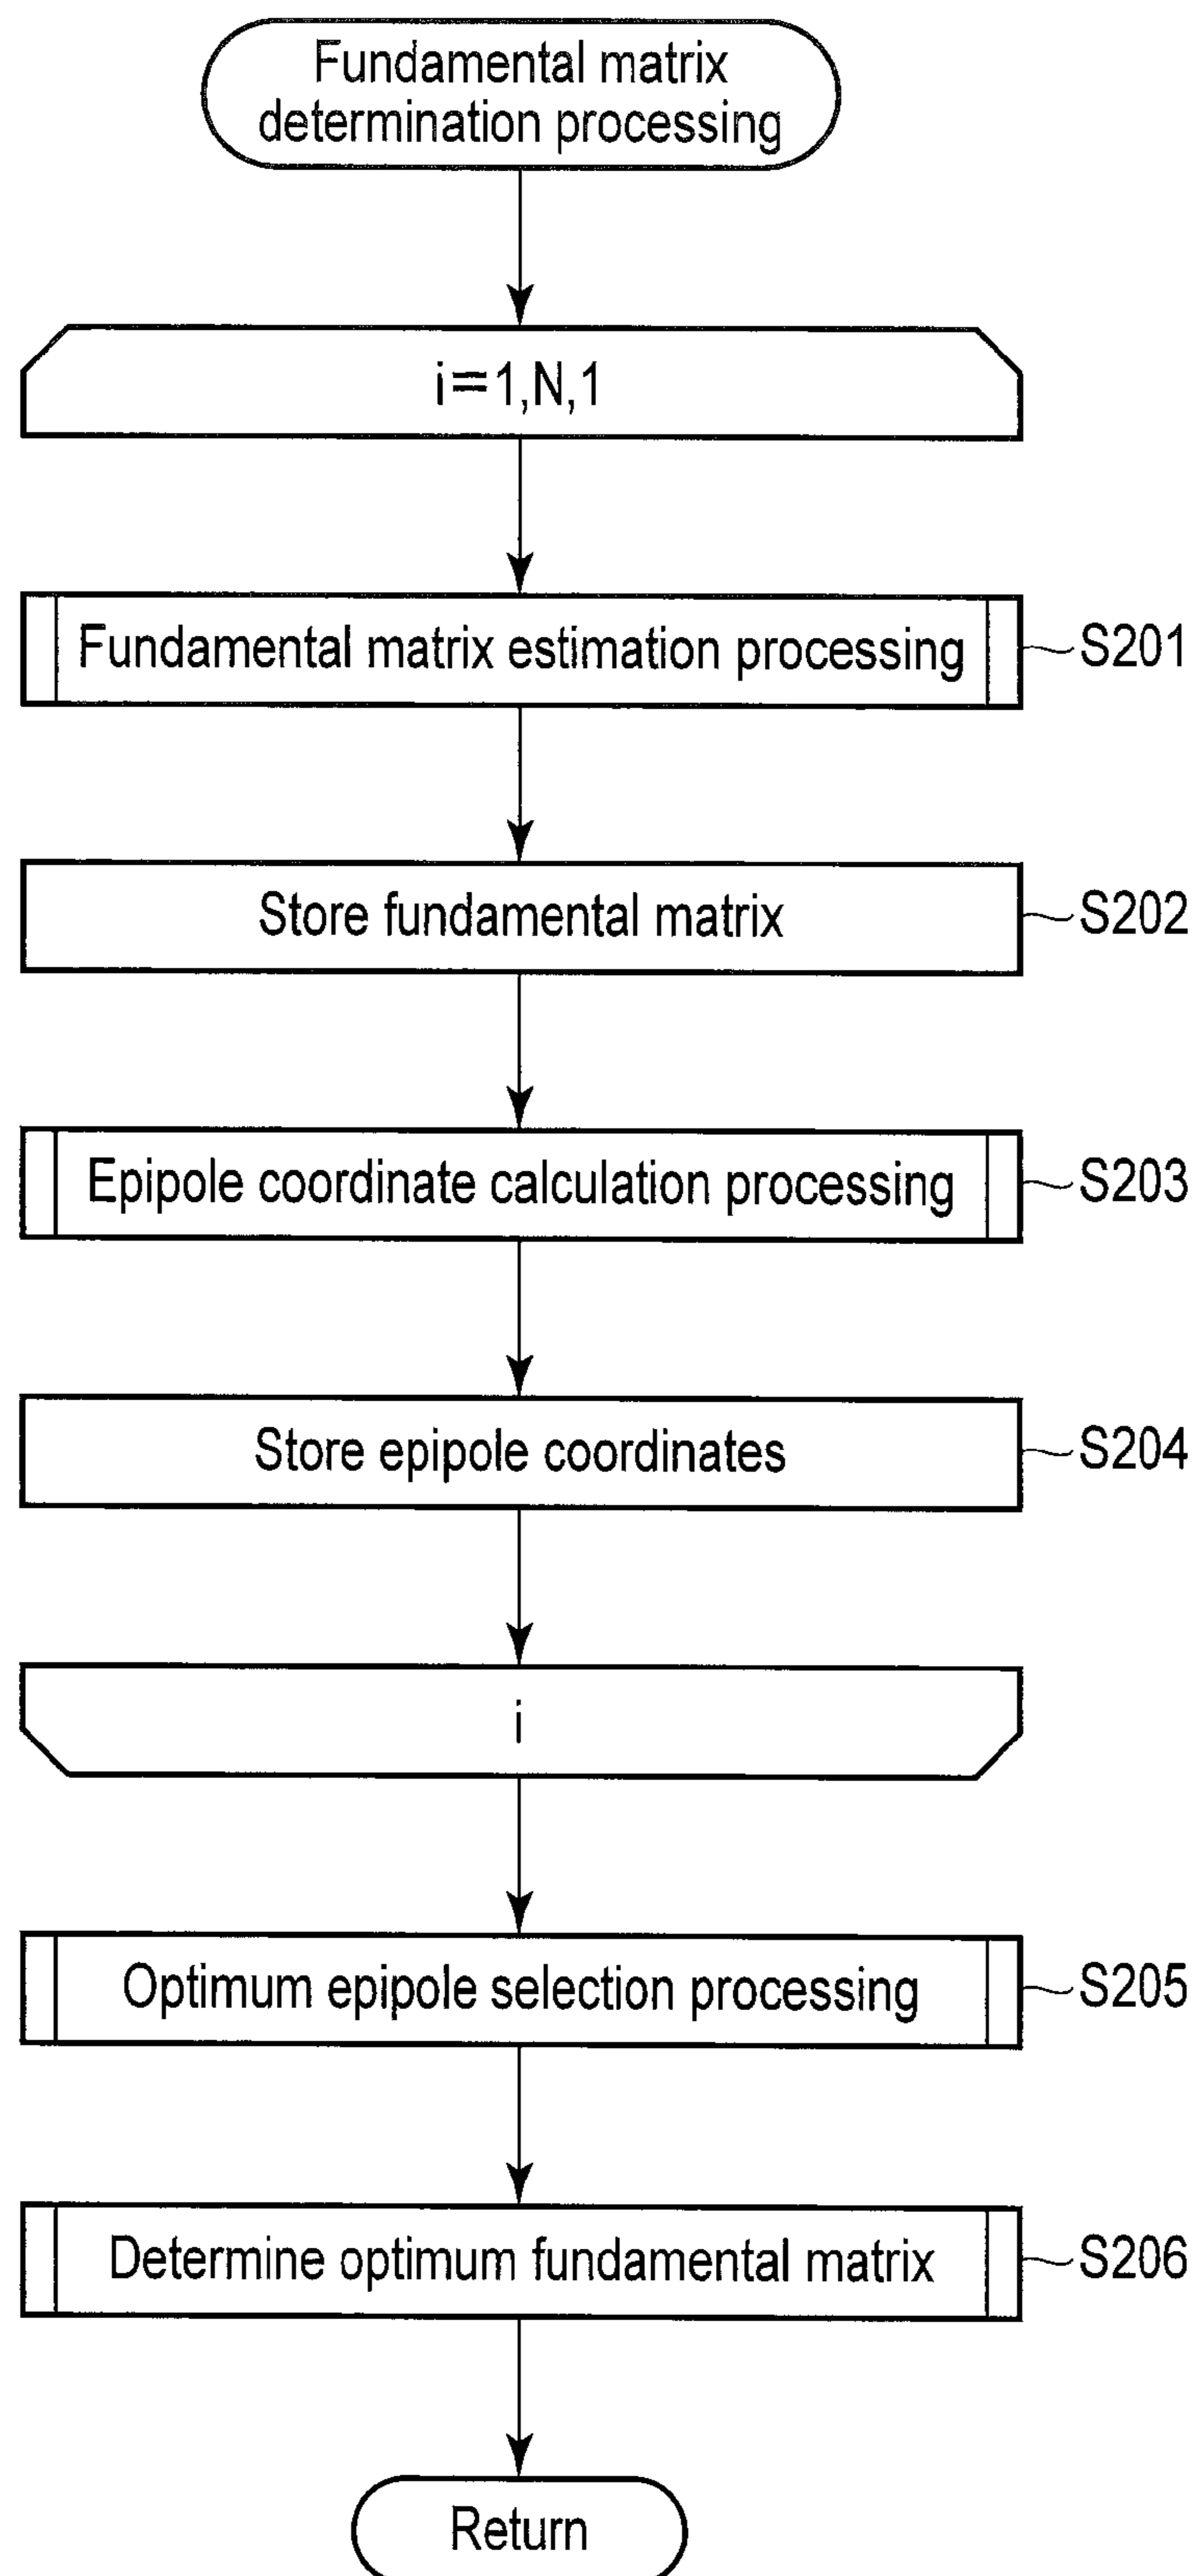 Fundamental matrix
determination processing
i=1,N,1
Fundamental matrix estimation processing
S201
Store fundamental matrix
S202
Epipole coordinate calculation processing
S203
Store epipole coordinates
S204
i
Optimum epipole selection processing
S205
Determine optimum fundamental matrix
S206
Return